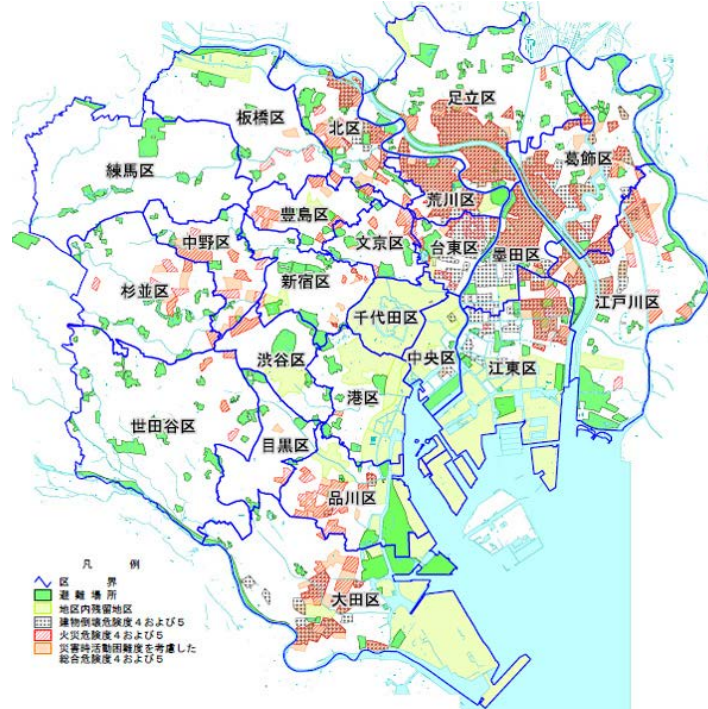 足立区
板橋区
北区
葛飾区
練馬区
荒川区
豊島区
中野区
文京区
台東区
墨田区
新宿区
杉並区
江戸川区
千代田区
渋谷区
中央区
江東区
港区
世田谷区
目黒区
品川区
大田区
凡 例
区 界
避難場所
地区内残留地区
建物倒壊危険度4および5
火災危険度4および5
災害時活動困難度を考慮した
総合危険度4および5